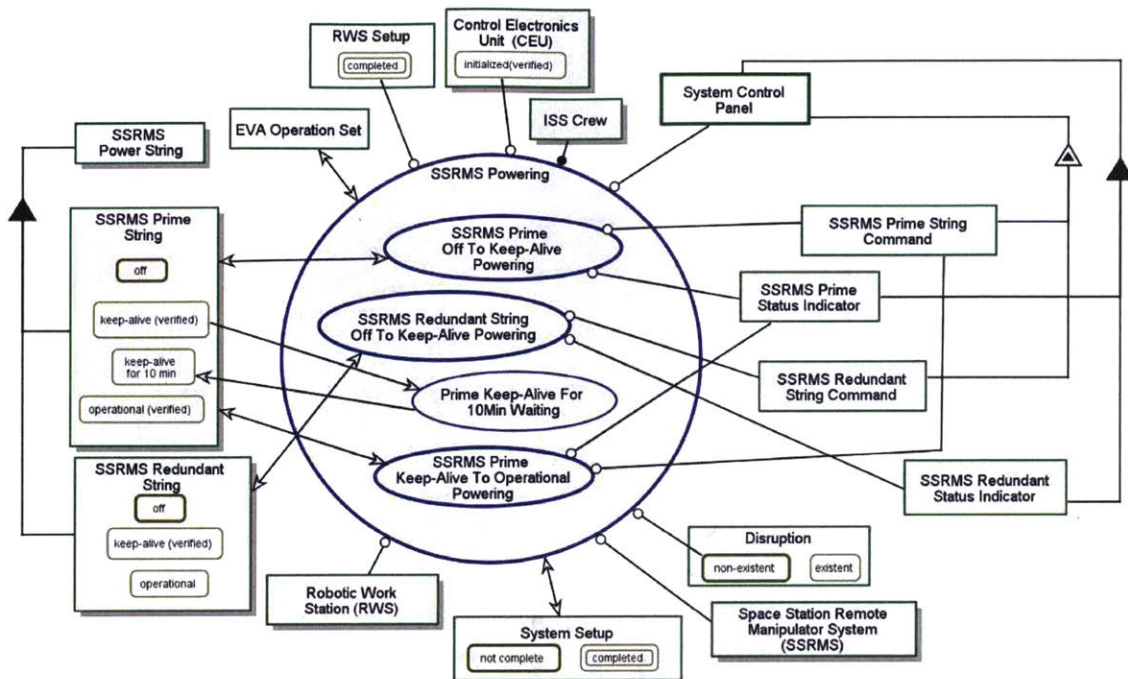 RWS Setup
completed
Control Electronics
Unit (CEU)
initialized(verified)
System Control
Panel
ISS Crew
EVA Operation Set
SSRMS
Power String
SSRMS Powering
SSRMS Prime
String
off
keep-alive (verified)
keep-alive
for 10 min
operational (verified)
SSRMS Prime
Off To Keep-Alive
Powering
SSRMS Prime String
Command
SSRMS Prime
Status Indicator
SSRMS Redundant String
Off To Keep-Alive Powering
SSRMS Redundant
String Command
Prime Keep-Alive For
10Min Waiting
SSRMS Prime
Keep-Alive To Operational
Powering
SSRMS Redundant
Status Indicator
SSRMS Redundant
String
off
keep-alive (verified)
operational
Disruption
non-existent
existent
Robotic Work
Station (RWS)
System Setup
not complete
completed
Space Station Remote
Manipulator System
(SSRMS)